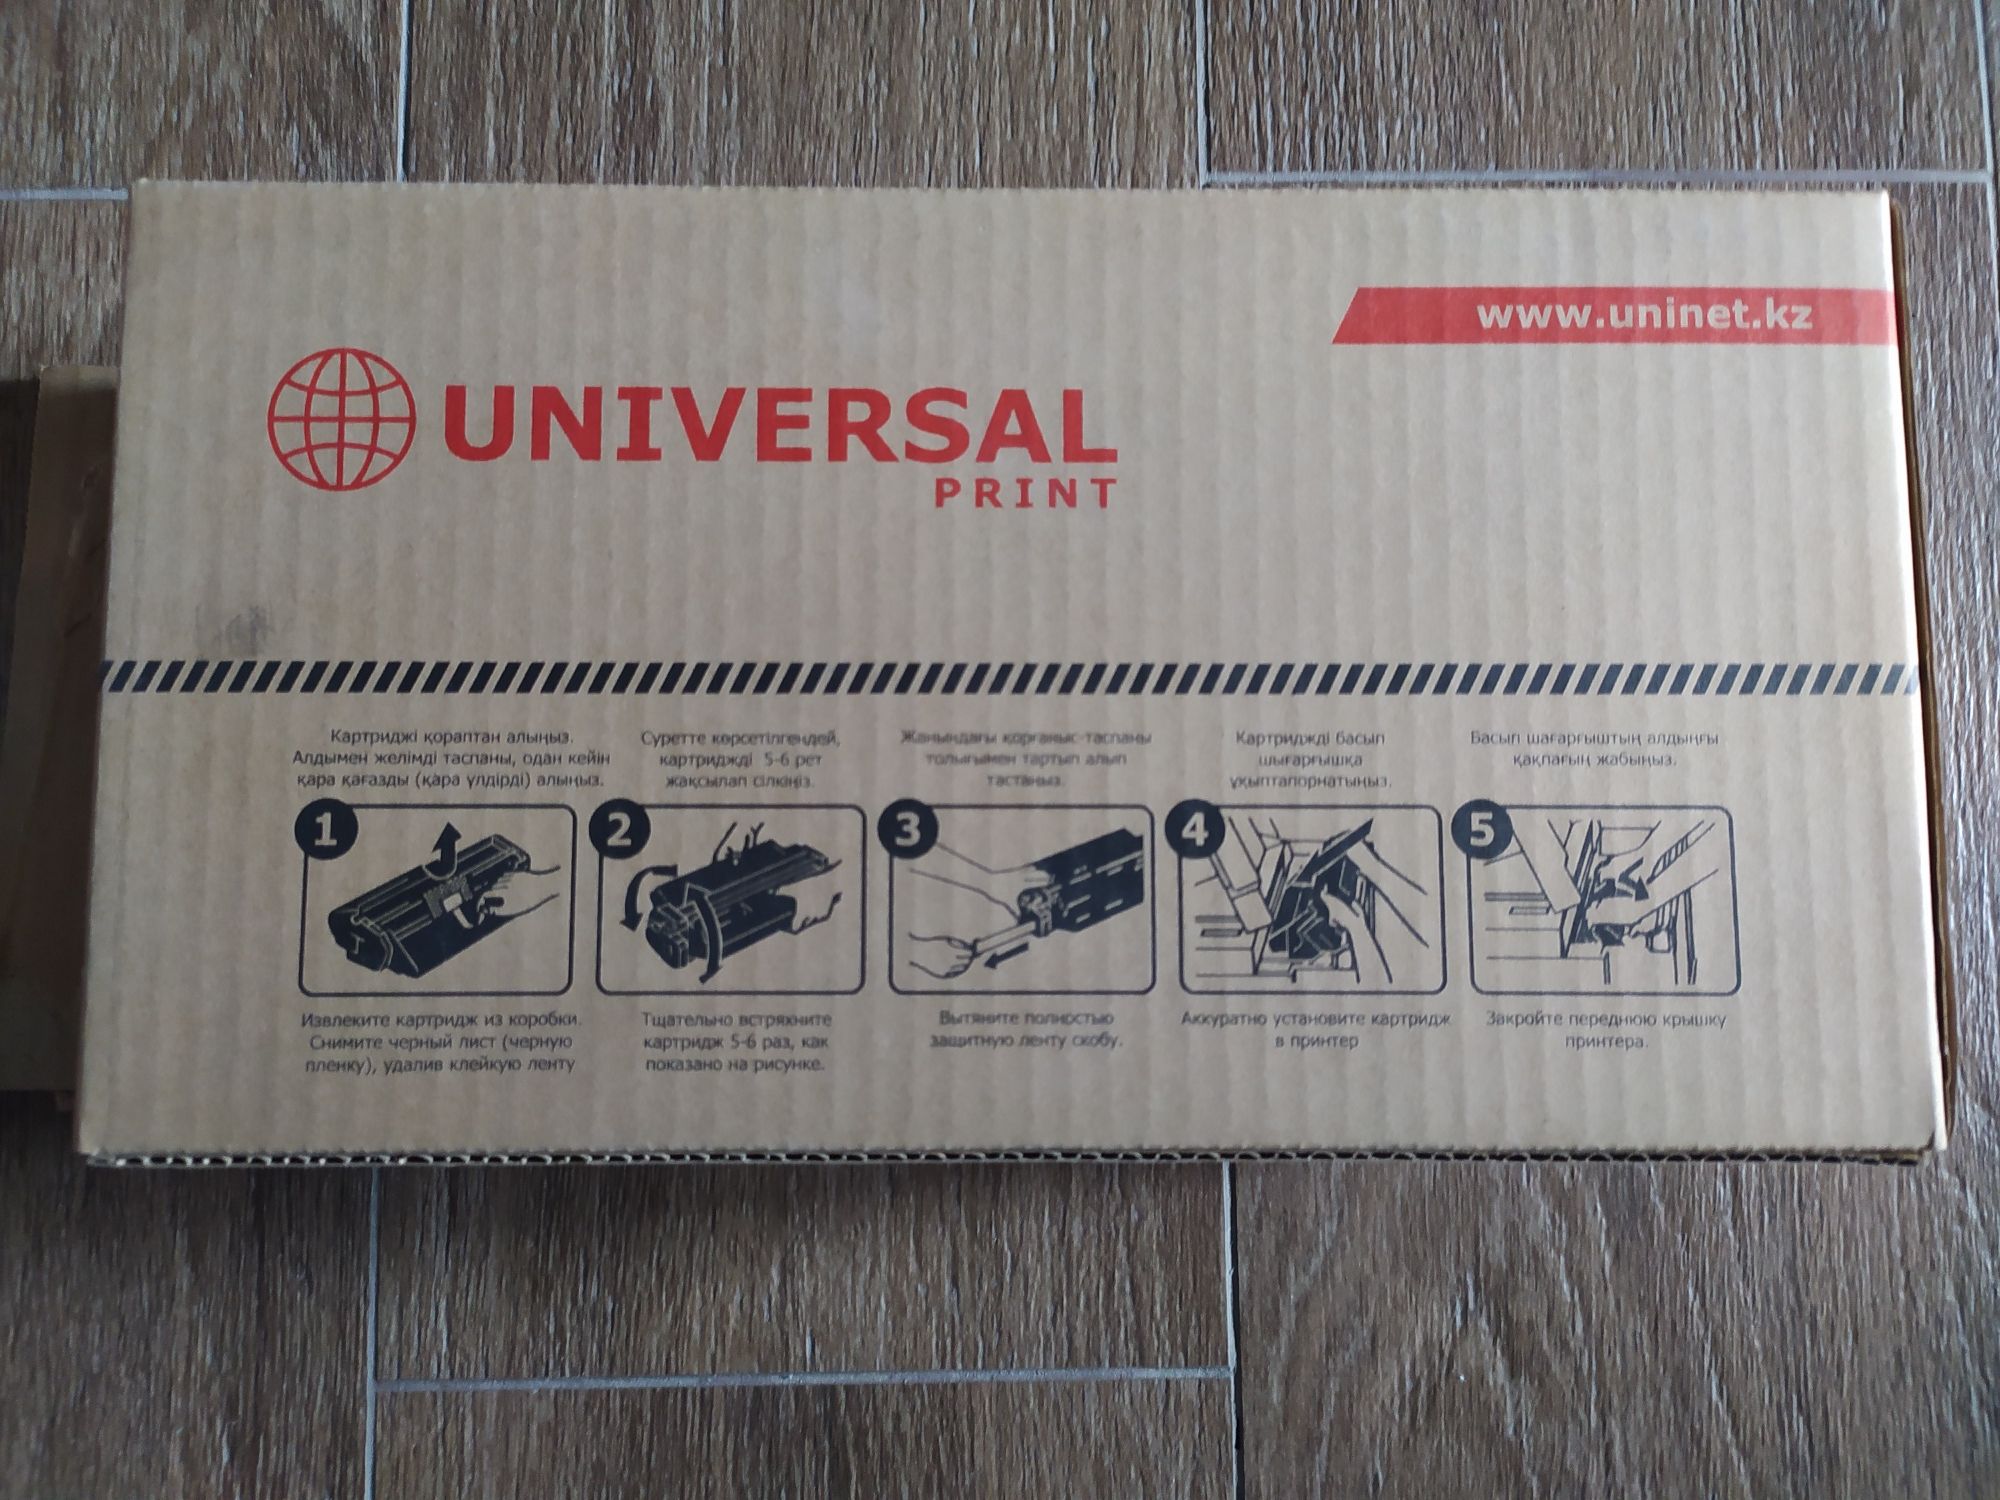 www.uninet.kz
UNIVERSAL
PRINT
Картриджі қораптан алыңыз.
Алдымен желімді таспаны, одан кейін
қара қағазды (қара үлдірді) алыңыз.
Суретте көрсетілгендей,
картриджді 5-6 рет
жақсылап сілкіңіз.
Жанындағы қорғаныс-таспаны
толығымен тартып алып
тастаңыз.
Картриджді басып
шығарғышқа
ұқыптапорнатыңыз.
Басып шағарғыштың алдыңғы
қақпағын жабыңыз.
1
2
3
4
5
Извлеките картридж из коробки.
Снимите черный лист (черную
пленку), удалив клейкую ленту
Тщательно встряхните
картридж 5-6 раз, как
показано на рисунке.
Вытяните полностью
защитную ленту скобу.
Аккуратно установите картридж
в принтер
Закройте переднюю крышку
принтера.